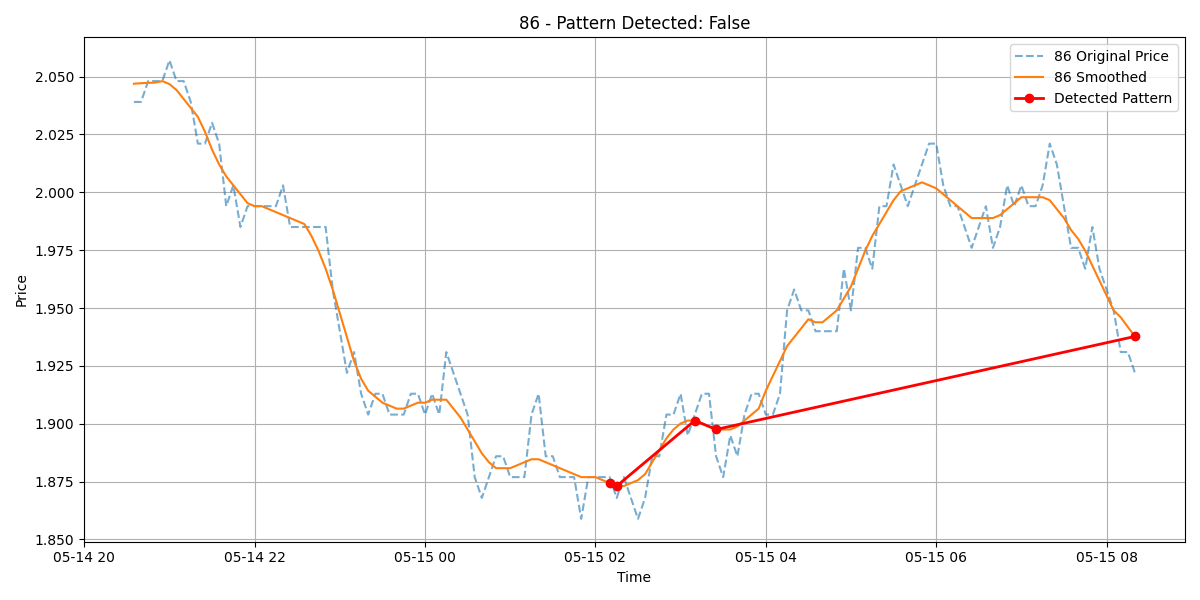 86 - Pattern Detected: False
86 Original Price
86 Smoothed
Detected Pattern
Price
2.050
2.025
2.000
1.975
1.950
1.925
1.900
1.875
1.850
05-14 20
05-14 22
05-15 00
05-15 02
05-15 04
05-15 06
05-15 08
Time